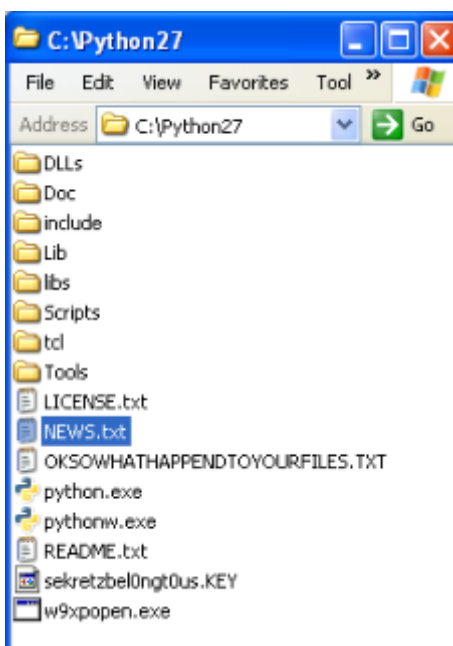 C:\Python27
File Edit View Favorites Tool »
Address C:\Python27 Go
DLLs
Doc
include
Lib
libs
Scripts
tcl
Tools
LICENSE.txt
NEWS.txt
OKSOWHATHAPPENDTOYOURFILES.TXT
python.exe
pythonw.exe
README.txt
sekretzbel0ngt0us.KEY
w9xpopen.exe